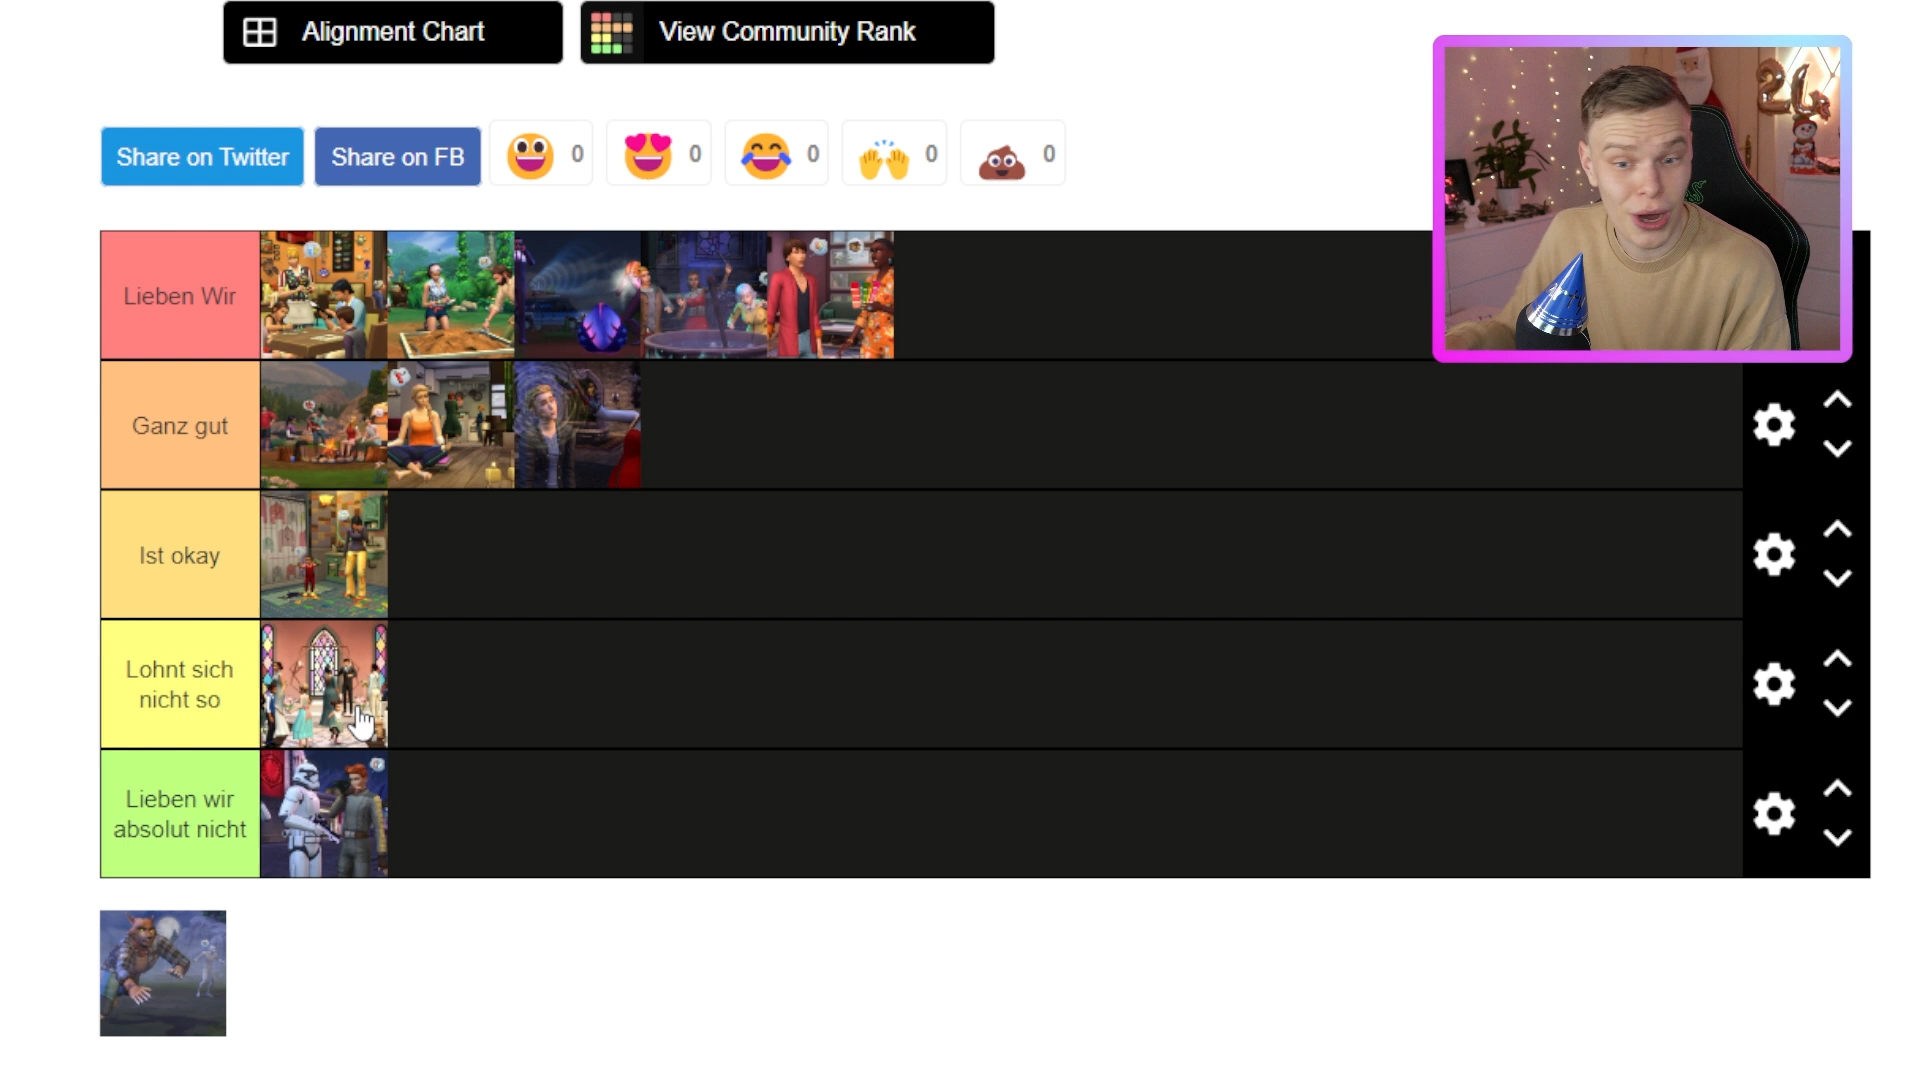 Alignment Chart
View Community Rank
Share on Twitter
Share on FB
0
0
0
0
0
24
Lieben Wir
Ganz gut
Ist okay
Lohnt sich
nicht so
Lieben wir
absolut nicht